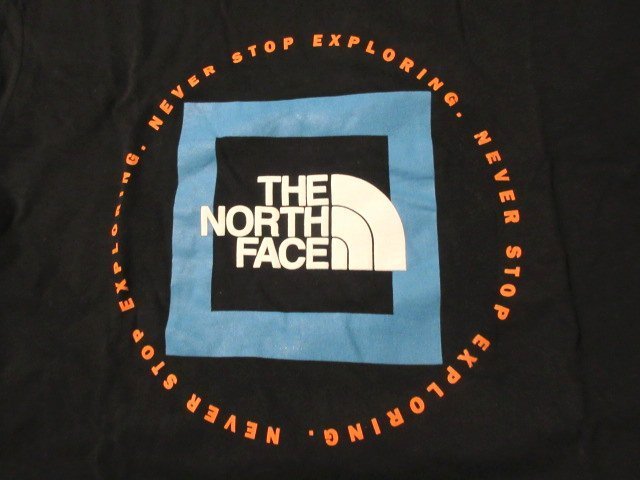 NEVER STOP EXPLORING. NEVER STOP EXPLORING. NEVER STOP EXPLORING.
THE
NORTH
FACE